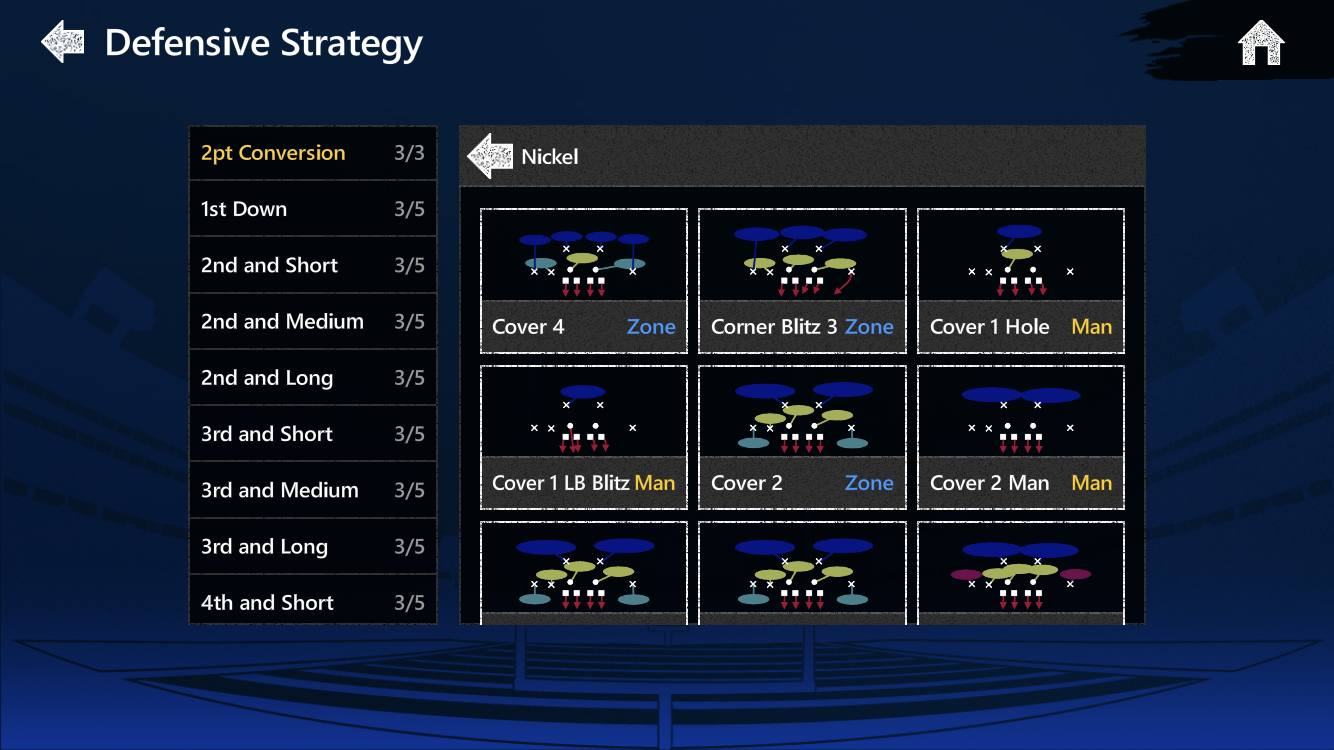 Defensive Strategy
2pt Conversion 3/3
1st Down 3/5
2nd and Short 3/5
2nd and Medium 3/5
2nd and Long 3/5
3rd and Short 3/5
3rd and Medium 3/5
3rd and Long 3/5
4th and Short 3/5
Nickel
Cover 4 Zone
Corner Blitz 3 Zone
Cover 1 Hole Man
Cover 1 LB Blitz Man
Cover 2 Zone
Cover 2 Man Man